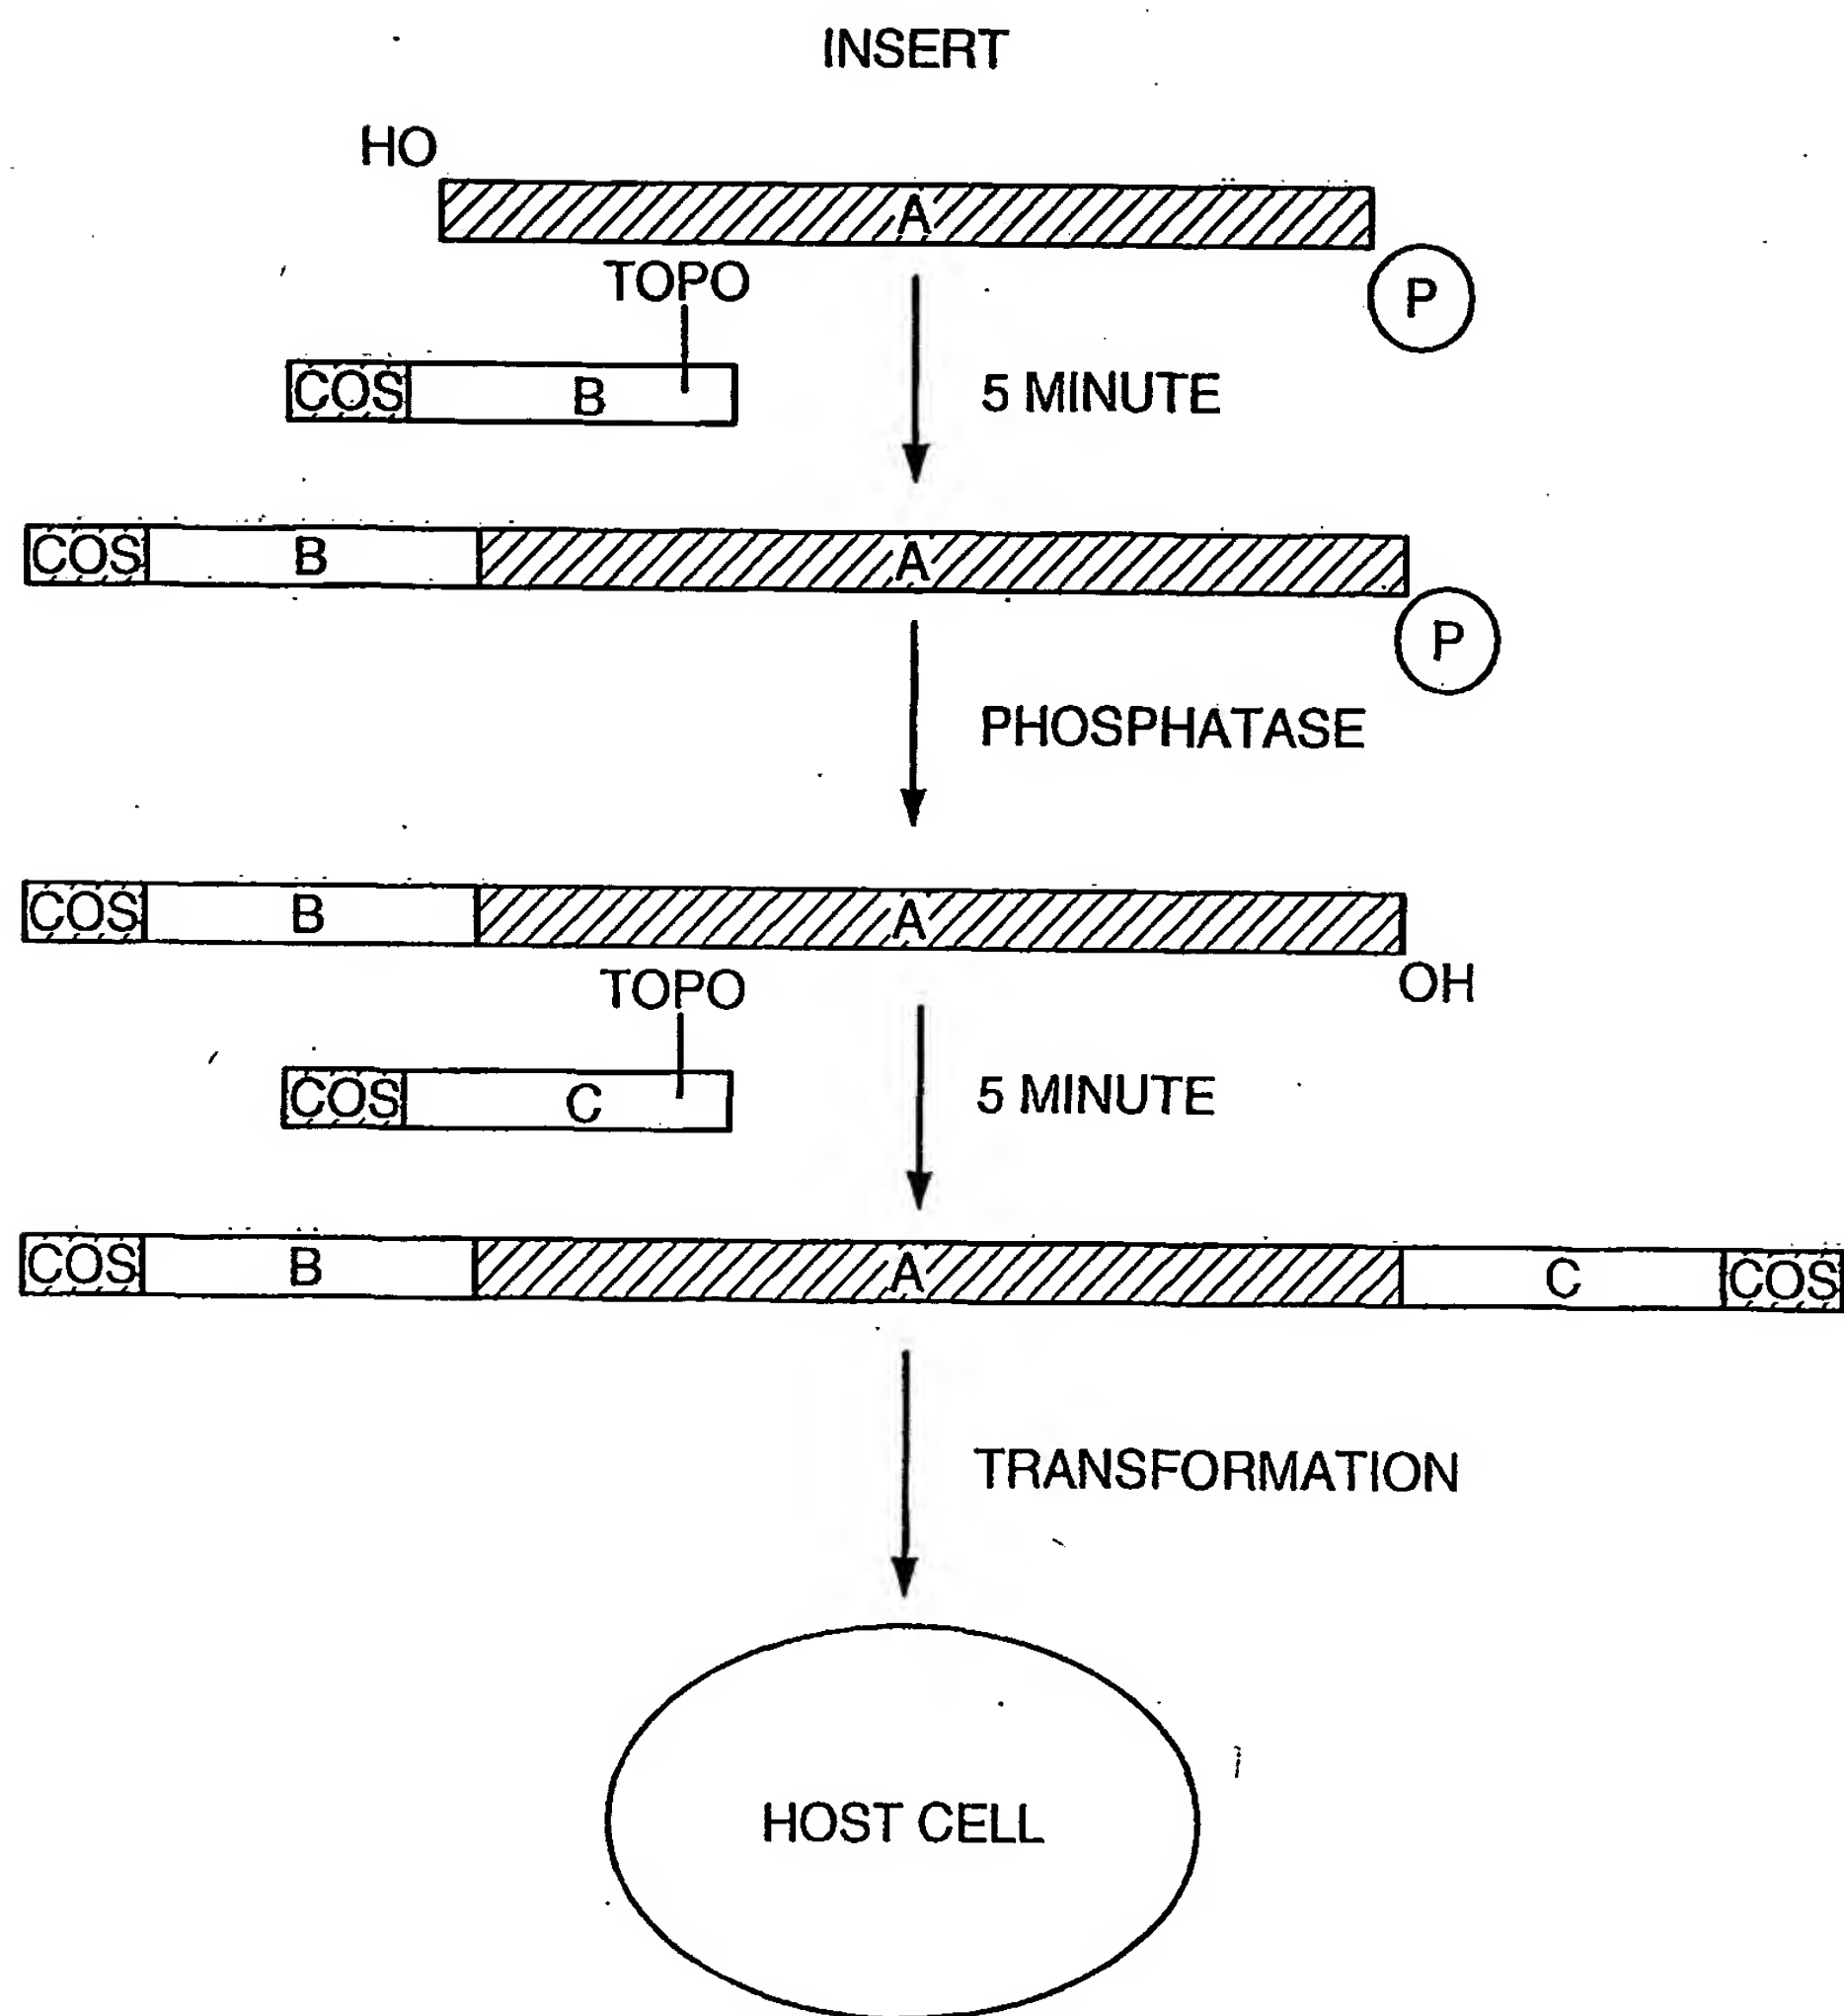 INSERT
HO
A
P
TOPO
COS B
5 MINUTE
COS B A
P
PHOSPHATASE
COS B A
OH
TOPO
COS C
5 MINUTE
COS B A C COS
TRANSFORMATION
HOST CELL